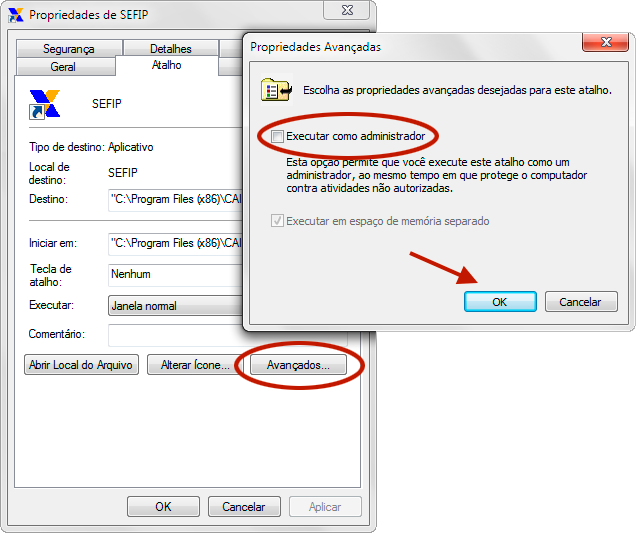 Propriedades de SEFIP
Segurança
Detalhes
Geral
Atalho
SEFIP
Tipo de destino: Aplicativo
Local de destino:
SEFIP
Destino:
"C:\Program Files (x86)\CAI
Iniciar em:
"C:\Program Files (x86)\CAI
Tecla de atalho:
Nenhum
Executar:
Janela normal
Comentário:
Abrir Local do Arquivo
Alterar Ícone...
Avançados...
OK
Cancelar
Aplicar
Propriedades Avançadas
Escolha as propriedades avançadas desejadas para este atalho.
Executar como administrador
Esta opção permite que você execute este atalho como um
administrador, ao mesmo tempo em que protege o computador
contra atividades não autorizadas.
Executar em espaço de memória separado
OK
Cancelar